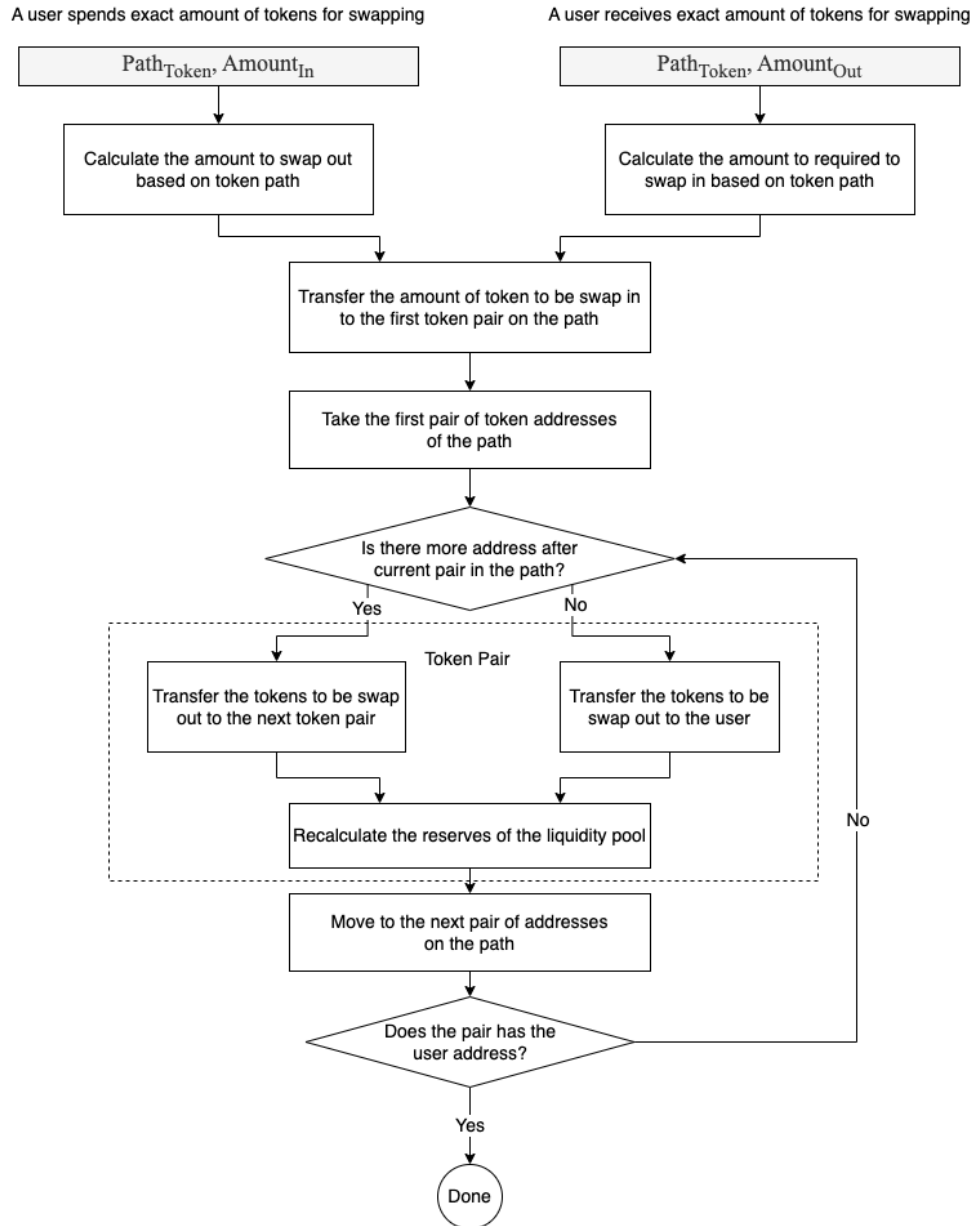 A user spends exact amount of tokens for swapping
A user receives exact amount of tokens for swapping
Path_Token, Amount_In
Path_Token, Amount_Out
Calculate the amount to swap out
based on token path
Calculate the amount to required to
swap in based on token path
Transfer the amount of token to be swap in
to the first token pair on the path
Take the first pair of token addresses
of the path
Is there more address after
current pair in the path?
Yes
No
Token Pair
Transfer the tokens to be swap
out to the next token pair
Transfer the tokens to be
swap out to the user
Recalculate the reserves of the liquidity pool
No
Move to the next pair of addresses
on the path
Does the pair has the
user address?
Yes
Done